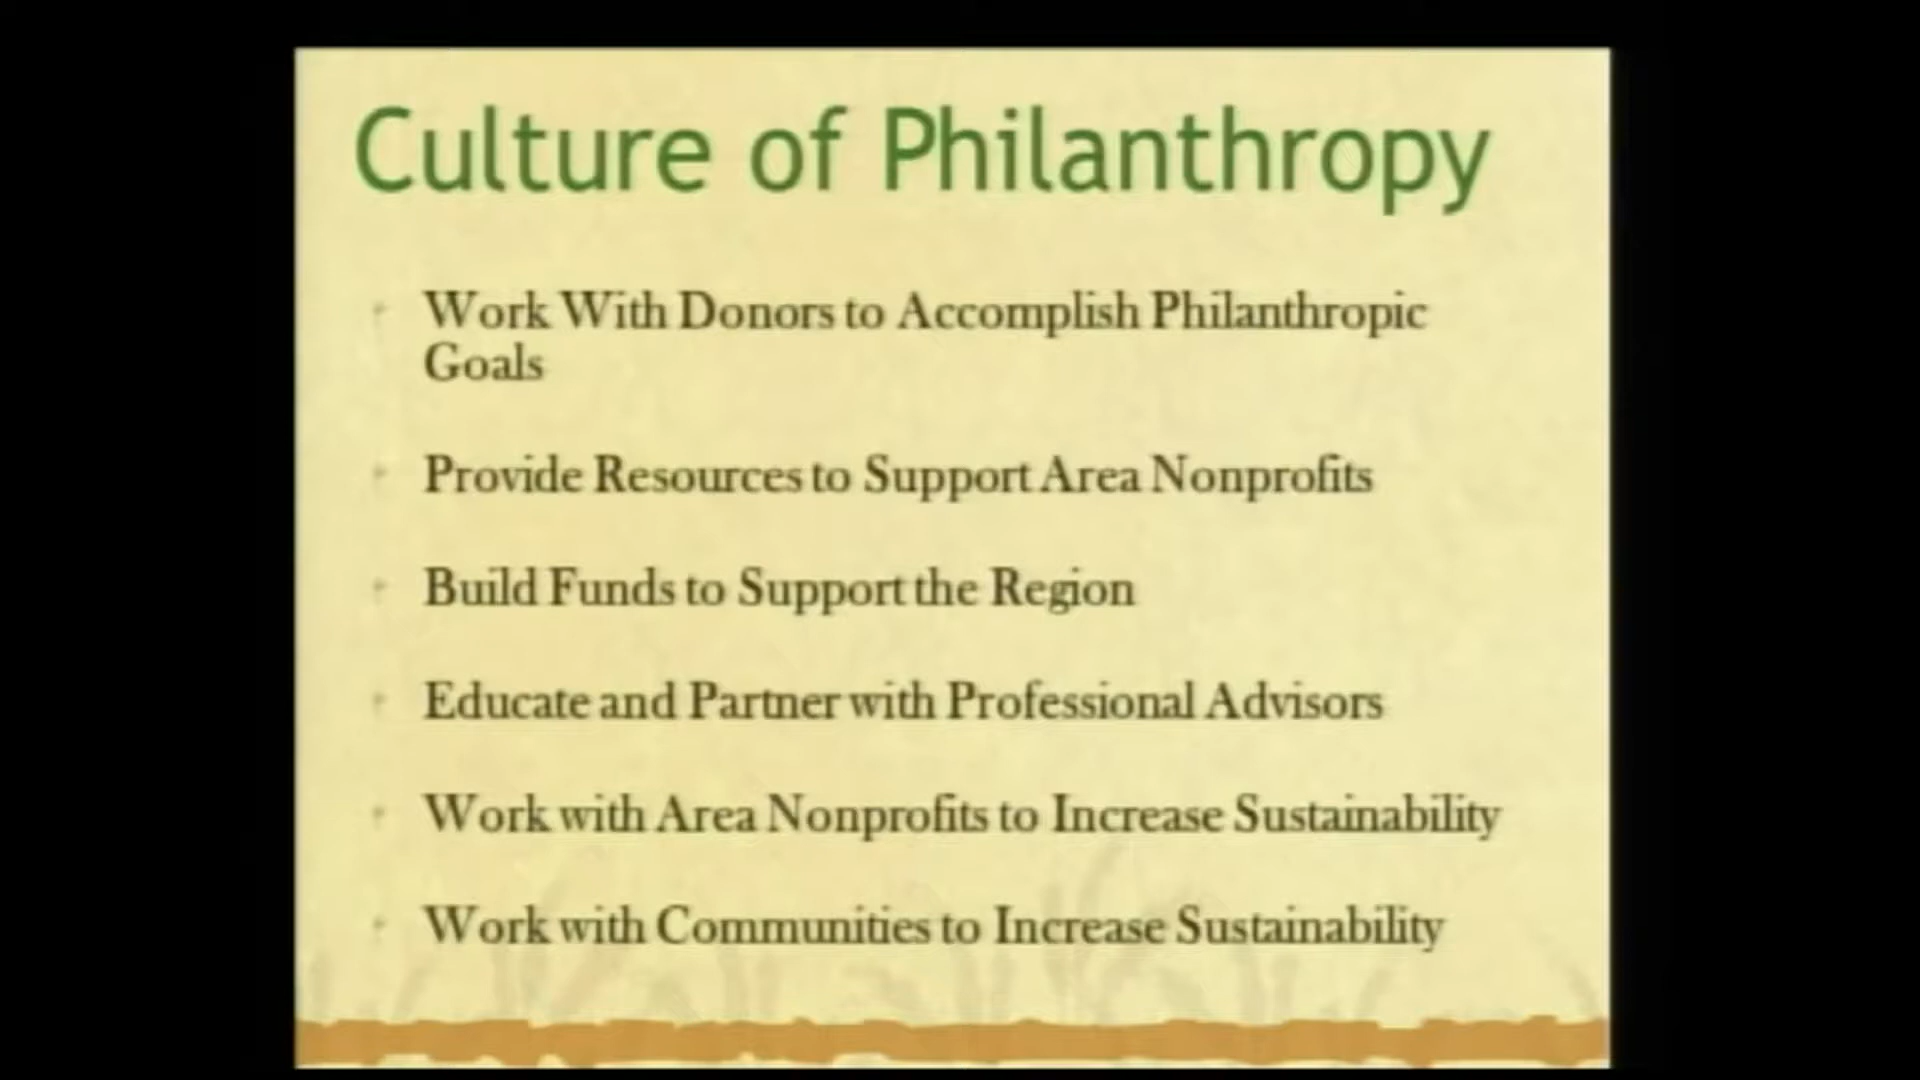 Culture of Philanthropy
Work With Donors to Accomplish Philanthropic
Goals
Provide Resources to Support Area Nonprofits
Build Funds to Support the Region
Educate and Partner with Professional Advisors
Work with Area Nonprofits to Increase Sustainability
Work with Communities to Increase Sustainability